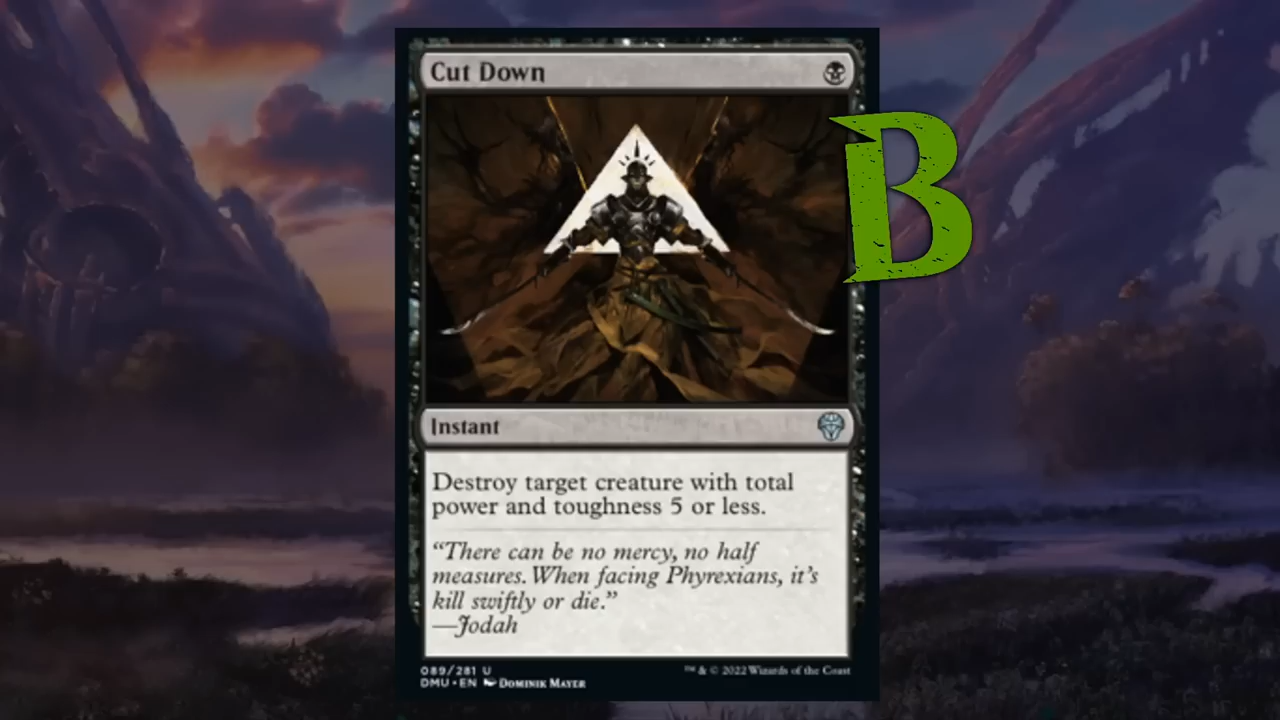 Cut Down
B
Instant
Destroy target creature with total
power and toughness 5 or less.
“There can be no mercy, no half
measures. When facing Phyrexians, it’s
kill swiftly or die.”
—Jodah
089/281 U
™ & © 2022 Wizards of the Coast
DMU • EN Dominik Mayer